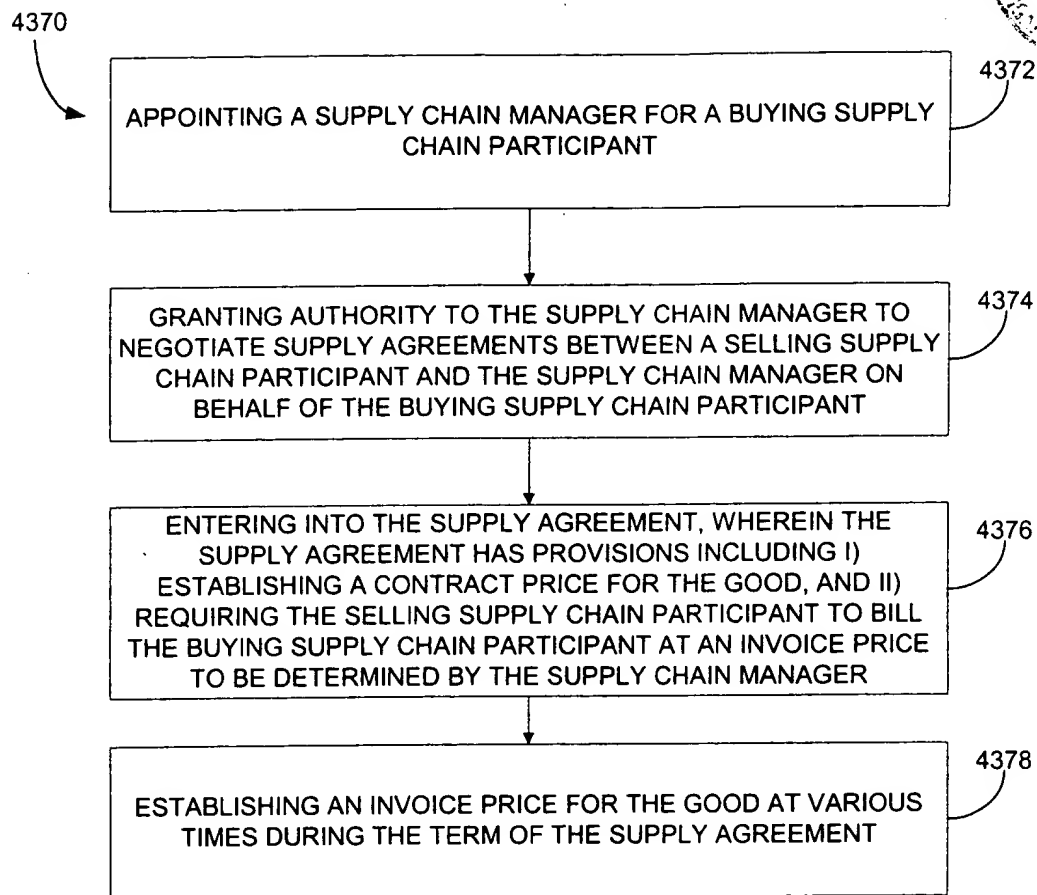 4370
4372
APPOINTING A SUPPLY CHAIN MANAGER FOR A BUYING SUPPLY
CHAIN PARTICIPANT
4374
GRANTING AUTHORITY TO THE SUPPLY CHAIN MANAGER TO
NEGOTIATE SUPPLY AGREEMENTS BETWEEN A SELLING SUPPLY
CHAIN PARTICIPANT AND THE SUPPLY CHAIN MANAGER ON
BEHALF OF THE BUYING SUPPLY CHAIN PARTICIPANT
4376
ENTERING INTO THE SUPPLY AGREEMENT, WHEREIN THE
SUPPLY AGREEMENT HAS PROVISIONS INCLUDING I)
ESTABLISHING A CONTRACT PRICE FOR THE GOOD, AND II)
REQUIRING THE SELLING SUPPLY CHAIN PARTICIPANT TO BILL
THE BUYING SUPPLY CHAIN PARTICIPANT AT AN INVOICE PRICE
TO BE DETERMINED BY THE SUPPLY CHAIN MANAGER
4378
ESTABLISHING AN INVOICE PRICE FOR THE GOOD AT VARIOUS
TIMES DURING THE TERM OF THE SUPPLY AGREEMENT